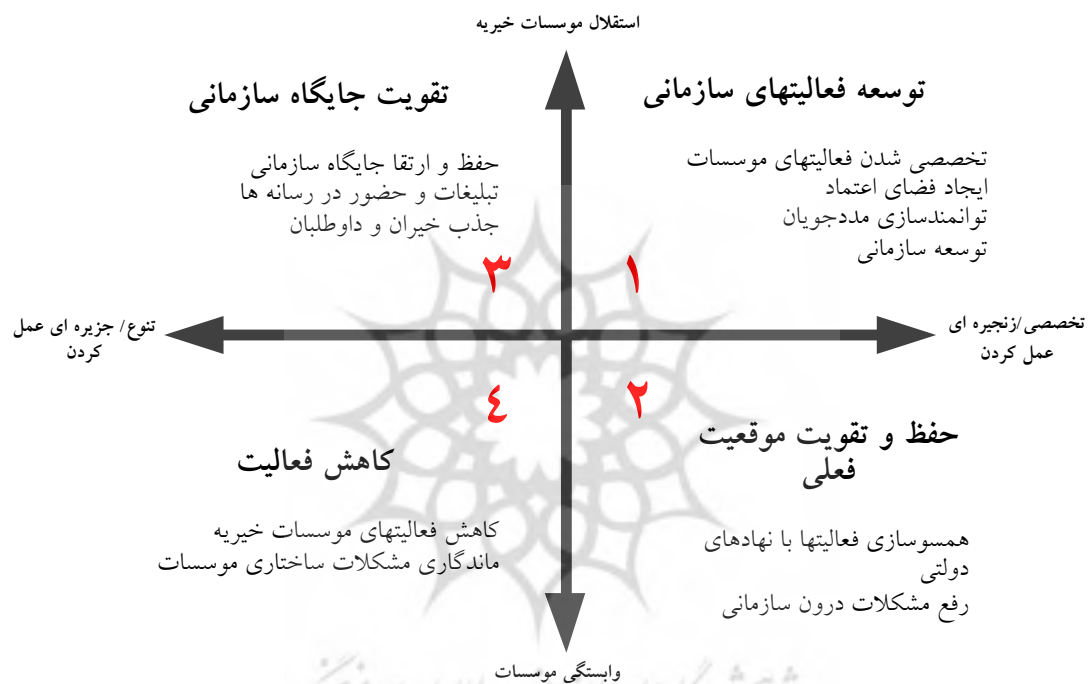 استقلال موسسات خیریه
توسعه فعالیتهای سازمانی
تخصصی شدن فعالیتهای موسسات
ایجاد فضای اعتماد
توانمندسازی مددجویان
توسعه سازمانی
۱
تقویت جایگاه سازمانی
حفظ و ارتقا جایگاه سازمانی
تبلیغات و حضور در رسانه ها
جذب خیران و داوطلبان
۳
تخصصی/زنجیره ای
عمل کردن
تنوع/ جزیره ای عمل
کردن
۲
حفظ و تقویت موقعیت
فعلی
همسوسازی فعالیتها با نهادهای
دولتی
رفع مشکلات درون سازمانی
٤
کاهش فعالیت
کاهش فعالیتهای موسسات خیریه
ماندگاری مشکلات ساختاری موسسات
وابستگی موسسات